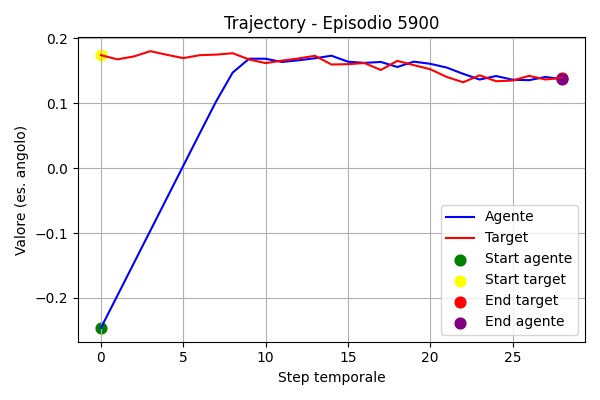 Trajectory - Episodio 5900
Valore (es. angolo)
0.2
0.1
0.0
−0.1
−0.2
0 5 10 15 20 25
Step temporale
Agente
Target
Start agente
Start target
End target
End agente